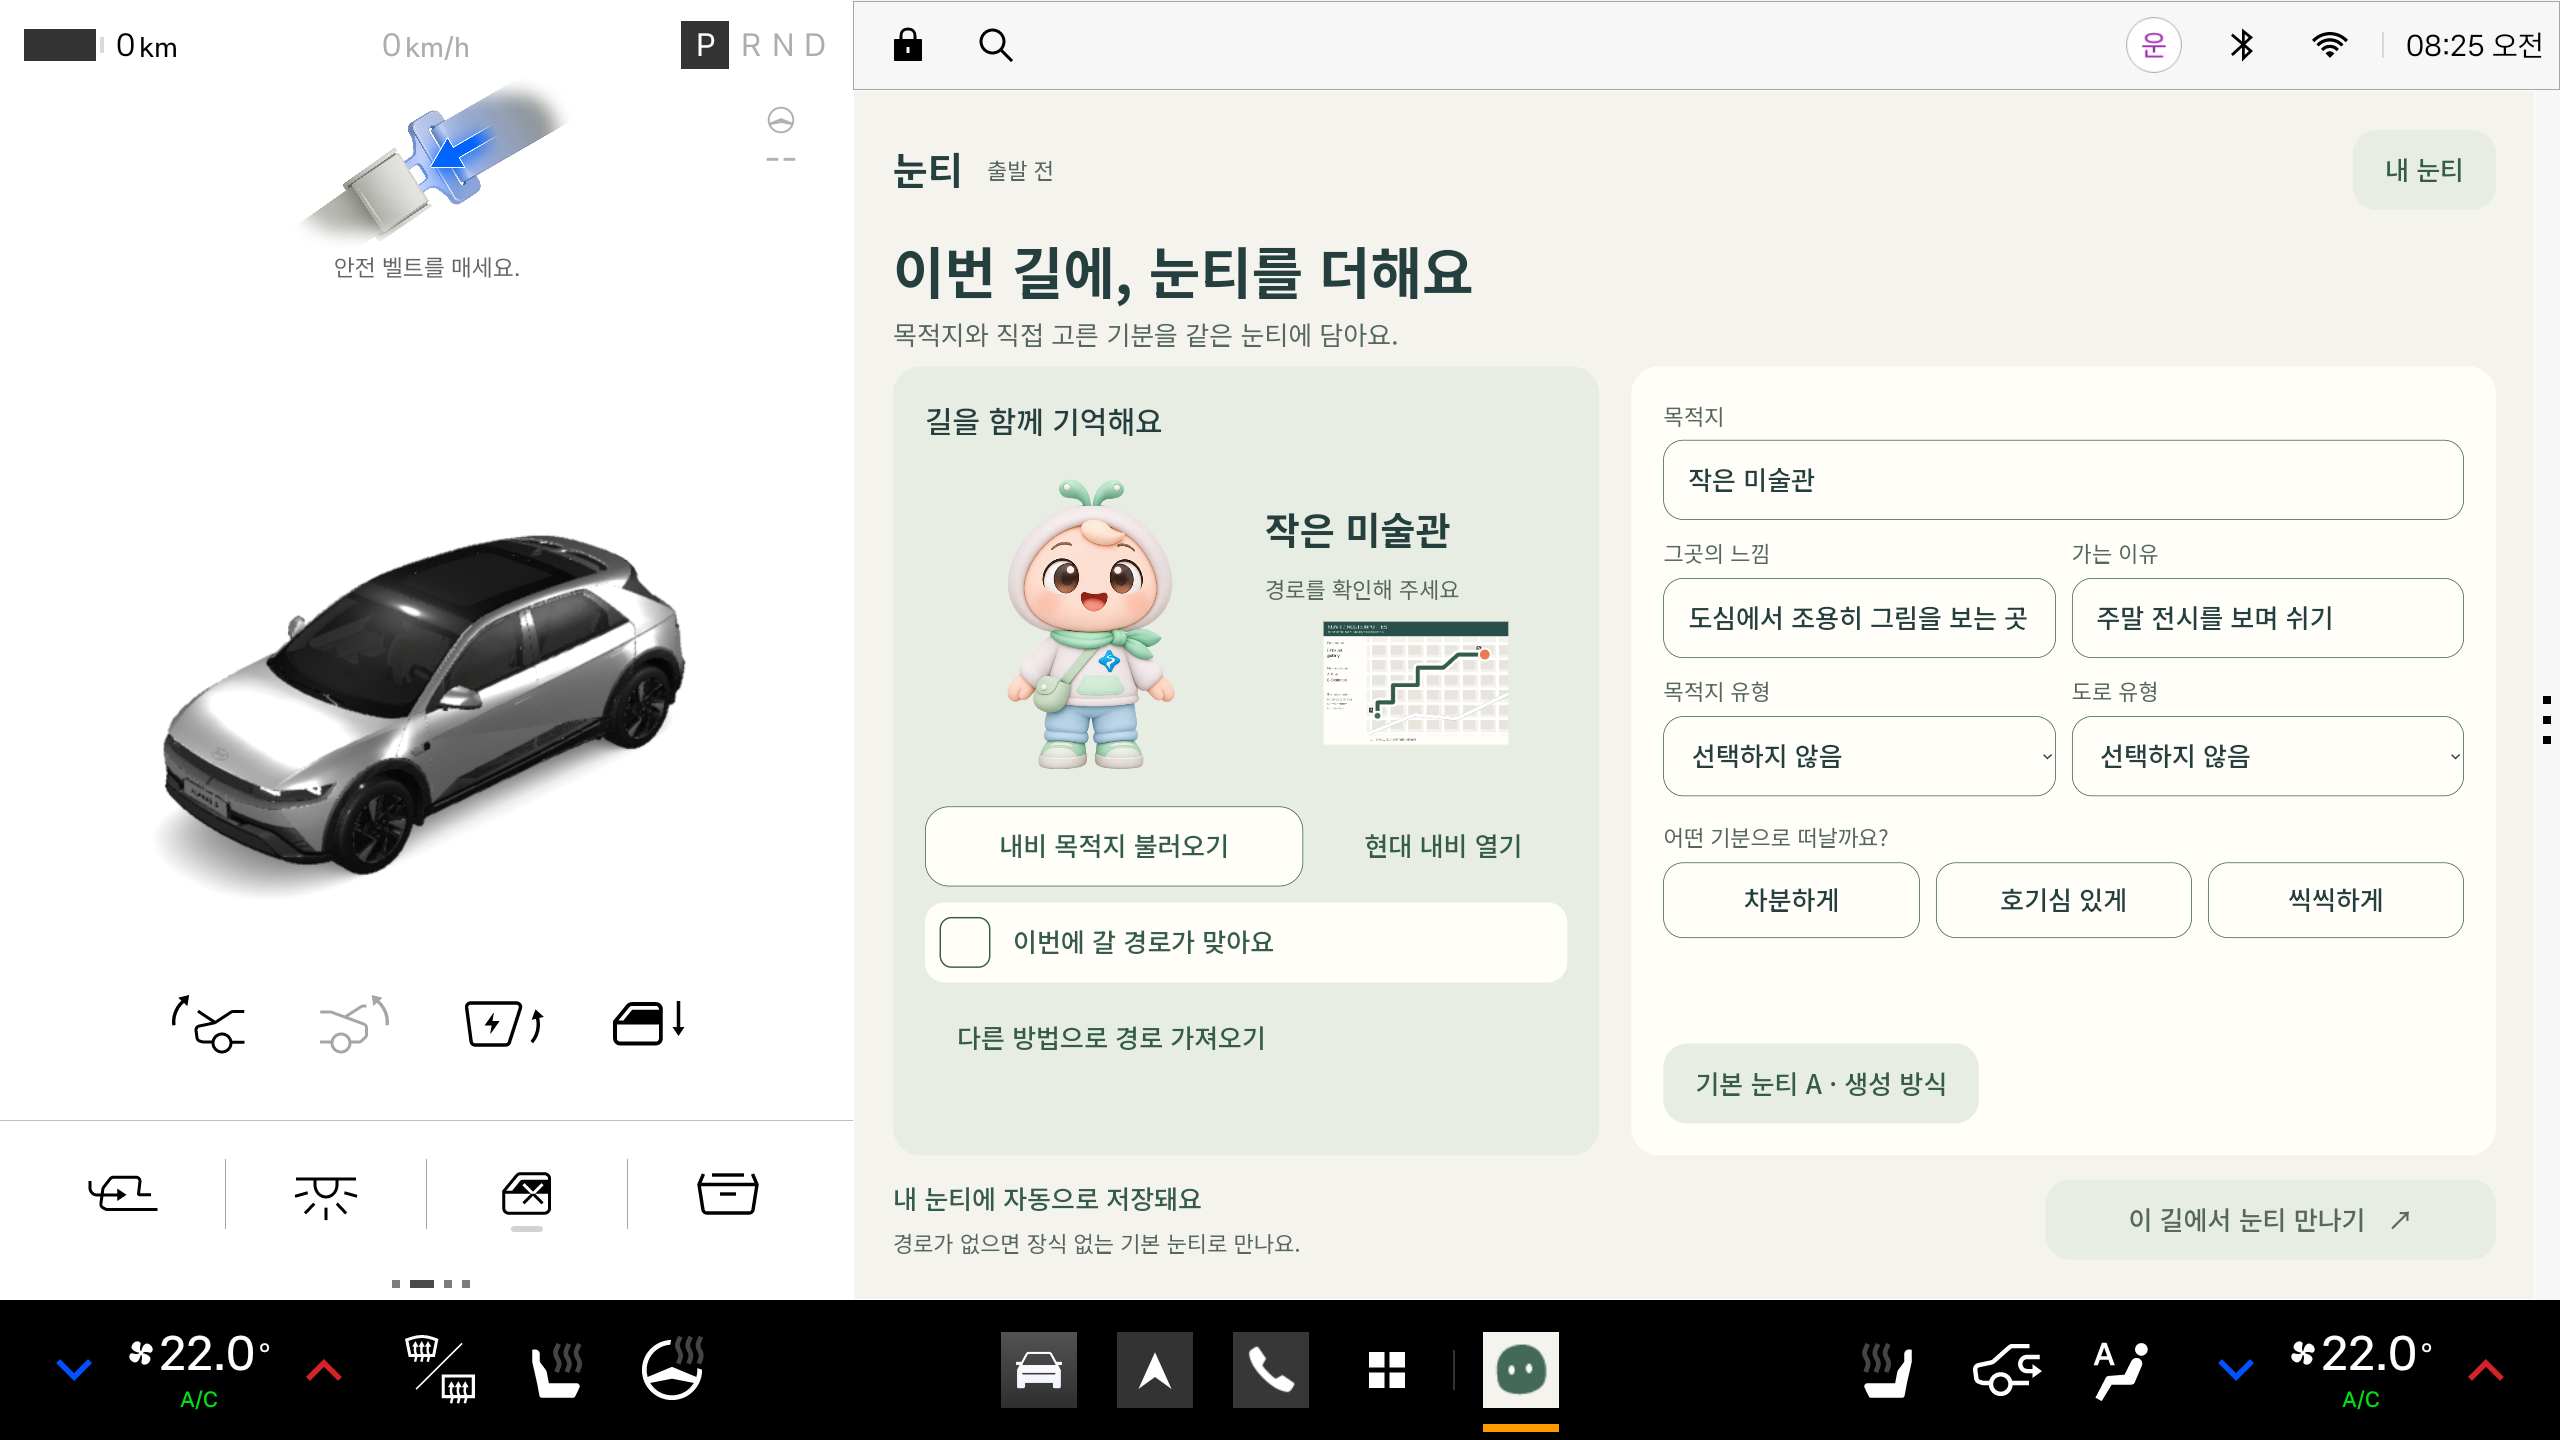 0 km
0 km/h
P R N D
운
08:25 오전
안전 벨트를 매세요.
눈티
출발 전
내 눈티
이번 길에, 눈티를 더해요
목적지와 직접 고른 기분을 같은 눈티에 담아요.
길을 함께 기억해요
작은 미술관
경로를 확인해 주세요
내비 목적지 불러오기
현대 내비 열기
이번에 갈 경로가 맞아요
다른 방법으로 경로 가져오기
목적지
작은 미술관
그곳의 느낌
가는 이유
도심에서 조용히 그림을 보는 곳
주말 전시를 보며 쉬기
목적지 유형
도로 유형
선택하지 않음
선택하지 않음
어떤 기분으로 떠날까요?
차분하게
호기심 있게
씩씩하게
기본 눈티 A · 생성 방식
내 눈티에 자동으로 저장돼요
경로가 없으면 장식 없는 기본 눈티로 만나요.
이 길에서 눈티 만나기 ↗
22.0°
A/C
A
22.0°
A/C